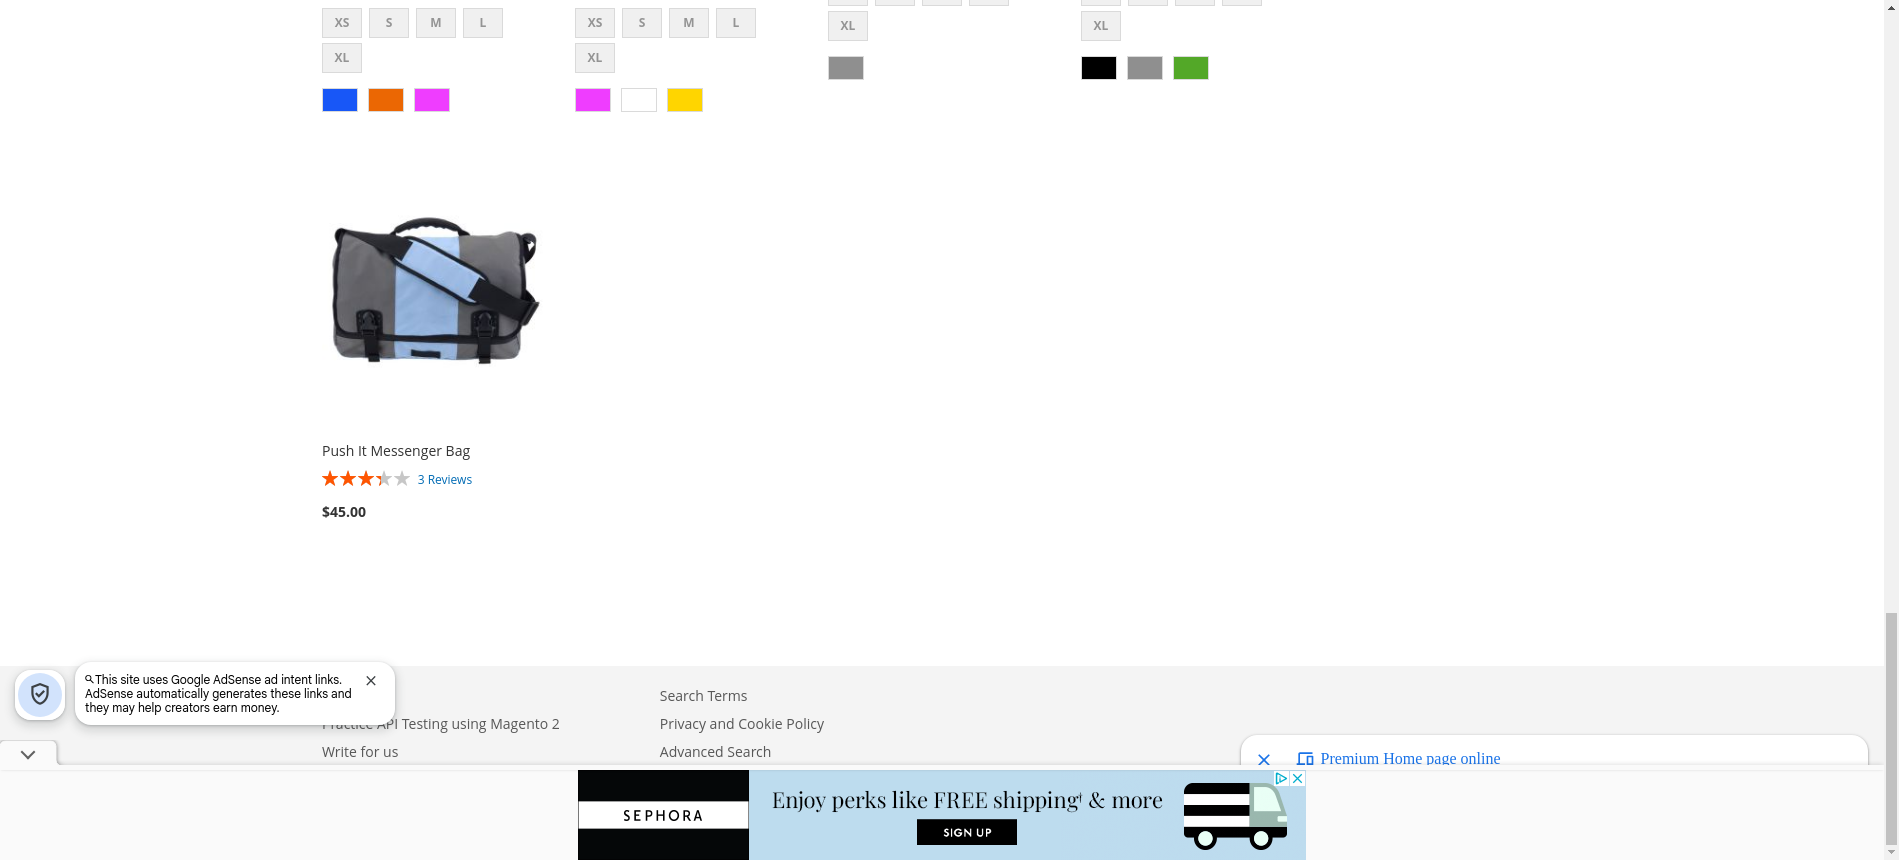 XS S M L
XL
XS S M L
XL
XL
XL
Push It Messenger Bag
3 Reviews
$45.00
This site uses Google AdSense ad intent links.
AdSense automatically generates these links and
they may help creators earn money.
Practice API Testing using Magento 2
Write for us
Search Terms
Privacy and Cookie Policy
Advanced Search
Premium Home page online
SEPHORA
Enjoy perks like FREE shipping† & more
SIGN UP